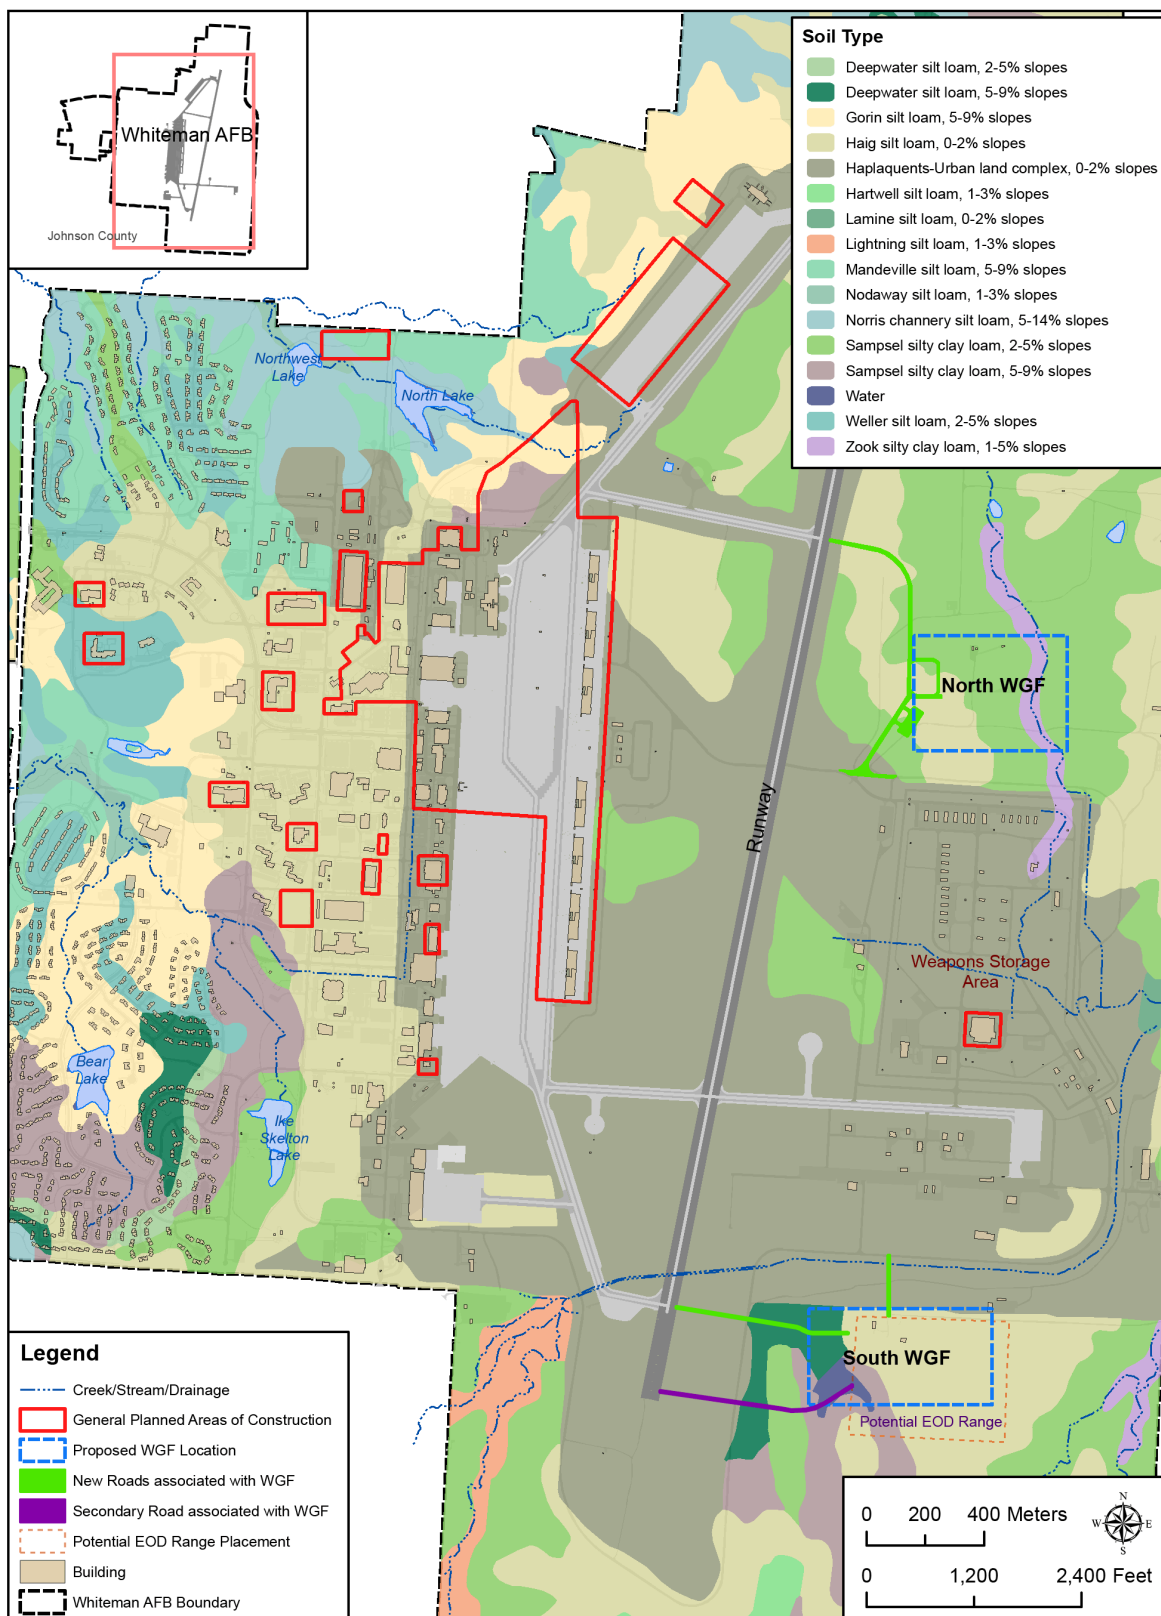 Whiteman AFB
Johnson County
Soil Type
Deepwater silt loam, 2-5% slopes
Deepwater silt loam, 5-9% slopes
Gorin silt loam, 5-9% slopes
Haig silt loam, 0-2% slopes
Haplaquents-Urban land complex, 0-2% slopes
Hartwell silt loam, 1-3% slopes
Lamine silt loam, 0-2% slopes
Lightning silt loam, 1-3% slopes
Mandeville silt loam, 5-9% slopes
Nodaway silt loam, 1-3% slopes
Norris channery silt loam, 5-14% slopes
Sampsel silty clay loam, 2-5% slopes
Sampsel silty clay loam, 5-9% slopes
Water
Weller silt loam, 2-5% slopes
Zook silty clay loam, 1-5% slopes
Northwest
Lake
North Lake
North WGF
Runway
Weapons Storage
Area
Bear
Lake
Ike
Skelton
Lake
South WGF
Potential EOD Range
Legend
Creek/Stream/Drainage
General Planned Areas of Construction
Proposed WGF Location
New Roads associated with WGF
Secondary Road associated with WGF
Potential EOD Range Placement
Building
Whiteman AFB Boundary
0 200 400 Meters
N
W E
S
0 1,200 2,400 Feet